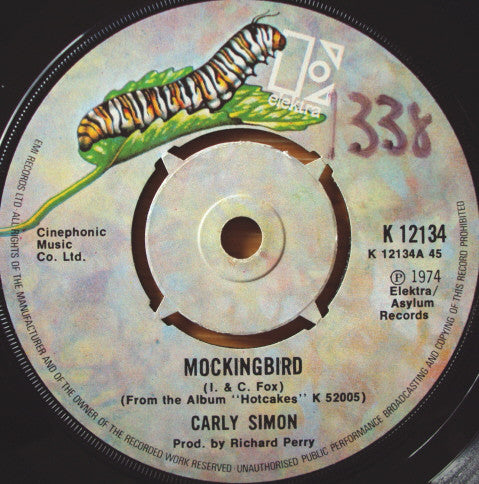 elektra
1338
Cinephonic
Music
Co. Ltd.
K 12134
K 12134A 45
Ⓟ 1974
Elektra/
Asylum
Records
MOCKINGBIRD
(I. & C. Fox)
(From the Album "Hotcakes" K 52005)
CARLY SIMON
Prod. by Richard Perry
EMI RECORDS LTD. ALL RIGHTS OF THE MANUFACTURER AND OF THE OWNER OF THE RECORDED WORK RESERVED·UNAUTHORISED PUBLIC PERFORMANCE BROADCASTING AND COPYING OF THIS RECORD PROHIBITED